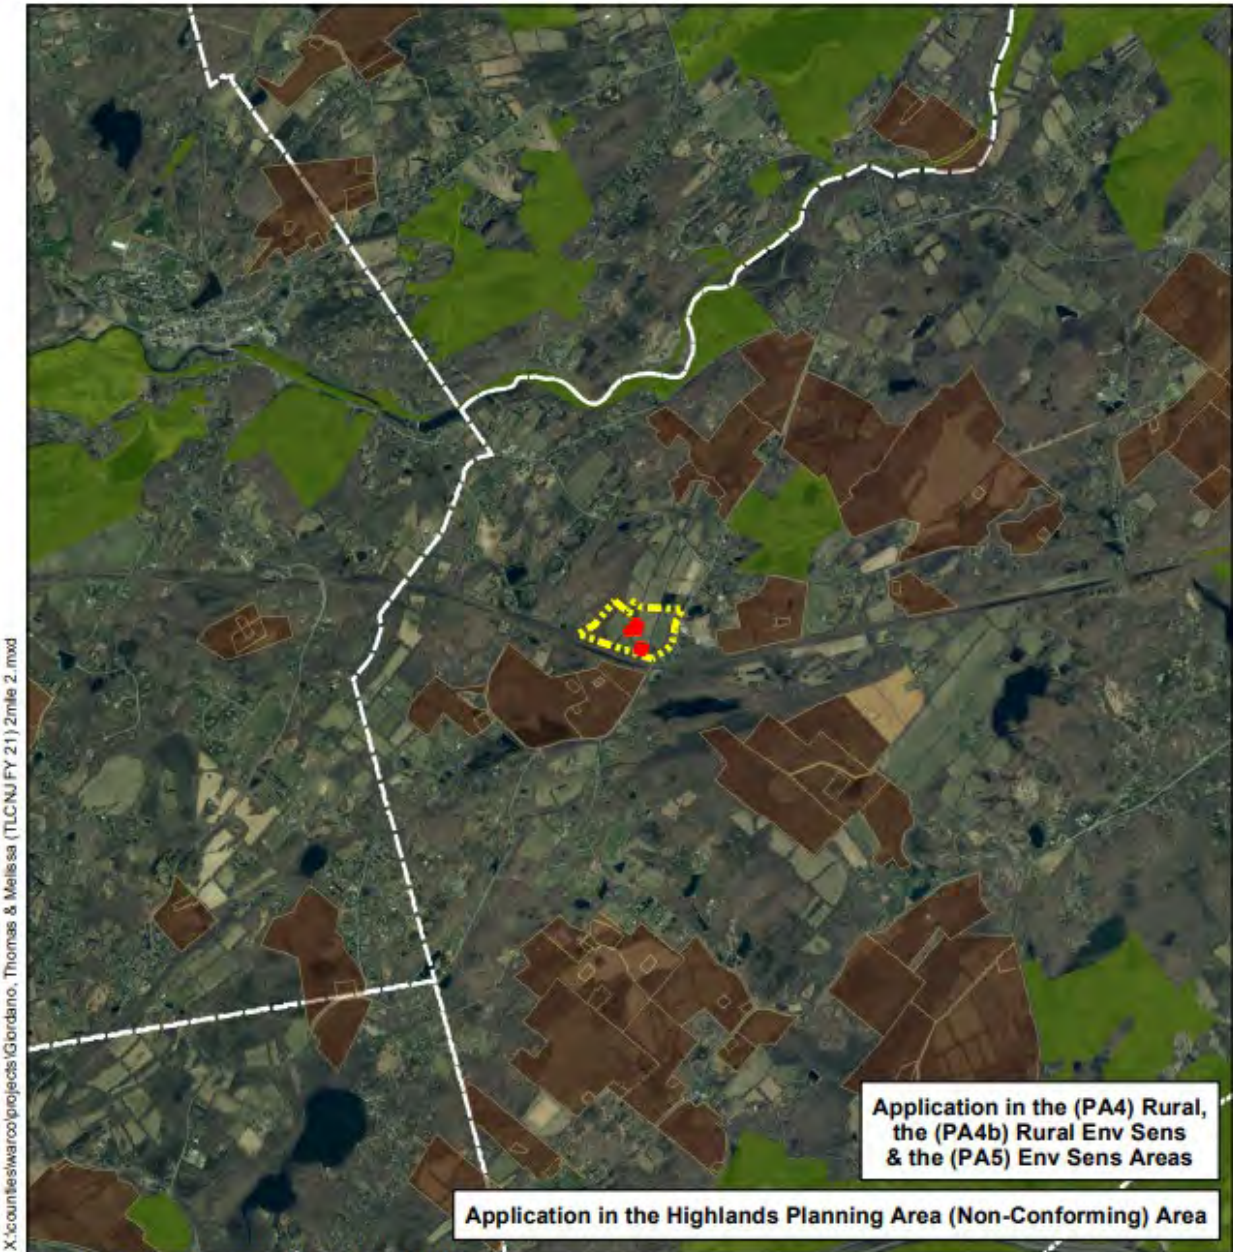 X:\counties\warco\projects\Giordano, Thomas & Melissa (TLCNJ FY 21) 2mile 2.mxd
Application in the (PA4) Rural,
the (PA4b) Rural Env Sens
& the (PA5) Env Sens Areas
Application in the Highlands Planning Area (Non-Conforming) Area